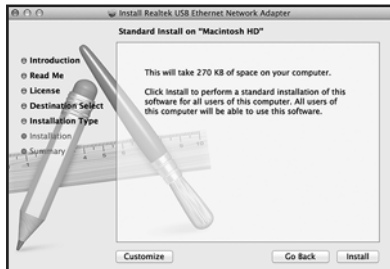 Install Realtek USB Ethernet Network Adapter
Standard Install on "Macintosh HD"
Introduction
Read Me
License
Destination Select
Installation Type
Installation
Summary
This will take 270 KB of space on your computer.
Click Install to perform a standard installation of this
software for all users of this computer. All users of
this computer will be able to use this software.
Customize
Go Back
Install